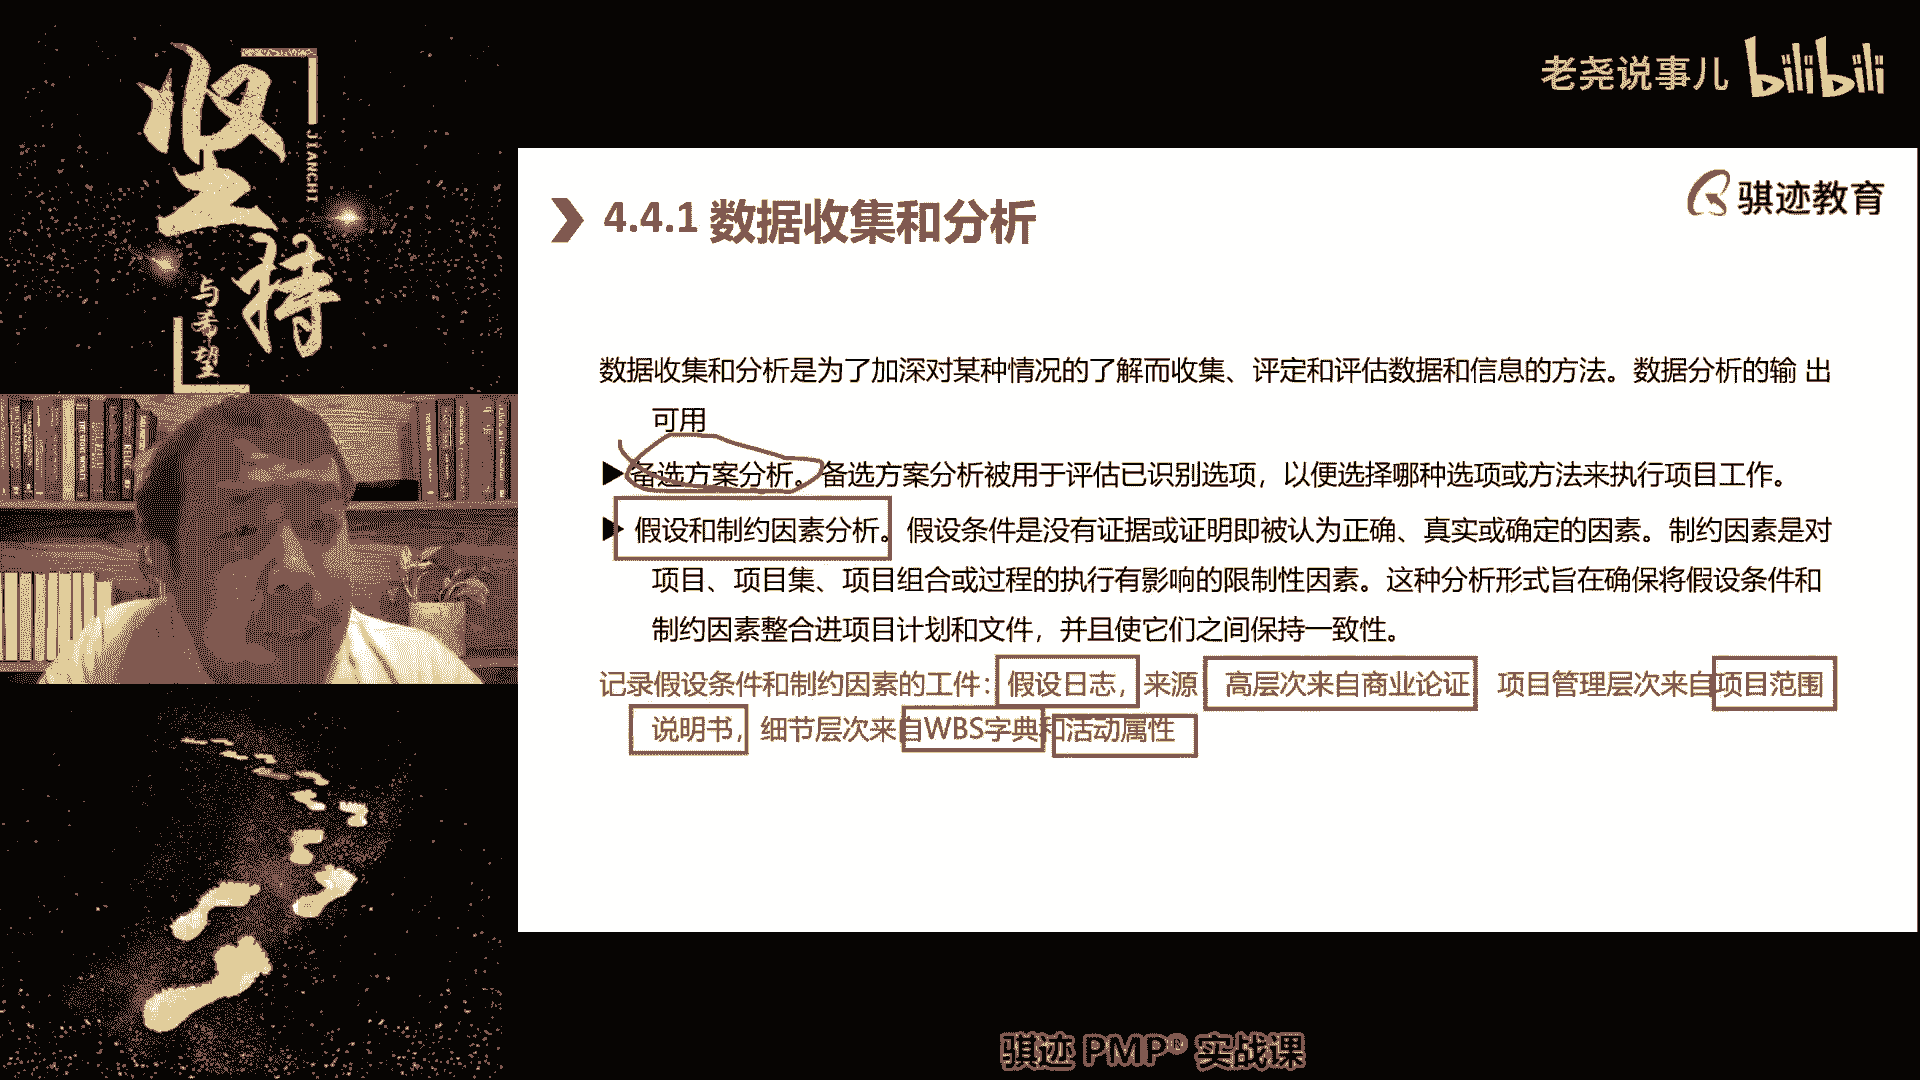 坚持
JIANCHI
与希望
老尧说事儿 bilibili
骐迹教育
4.4.1 数据收集和分析
数据收集和分析是为了加深对某种情况的了解而收集、评定和评估数据和信息的方法。数据分析的输 出
可用
备选方案分析。备选方案分析被用于评估已识别选项，以便选择哪种选项或方法来执行项目工作。
假设和制约因素分析。假设条件是没有证据或证明即被认为正确、真实或确定的因素。制约因素是对
项目、项目集、项目组合或过程的执行有影响的限制性因素。这种分析形式旨在确保将假设条件和
制约因素整合进项目计划和文件，并且使它们之间保持一致性。
记录假设条件和制约因素的工件：假设日志，来源 高层次来自商业论证 项目管理层次来自项目范围
说明书，细节层次来自WBS字典和活动属性
骐迹 PMP® 实战课